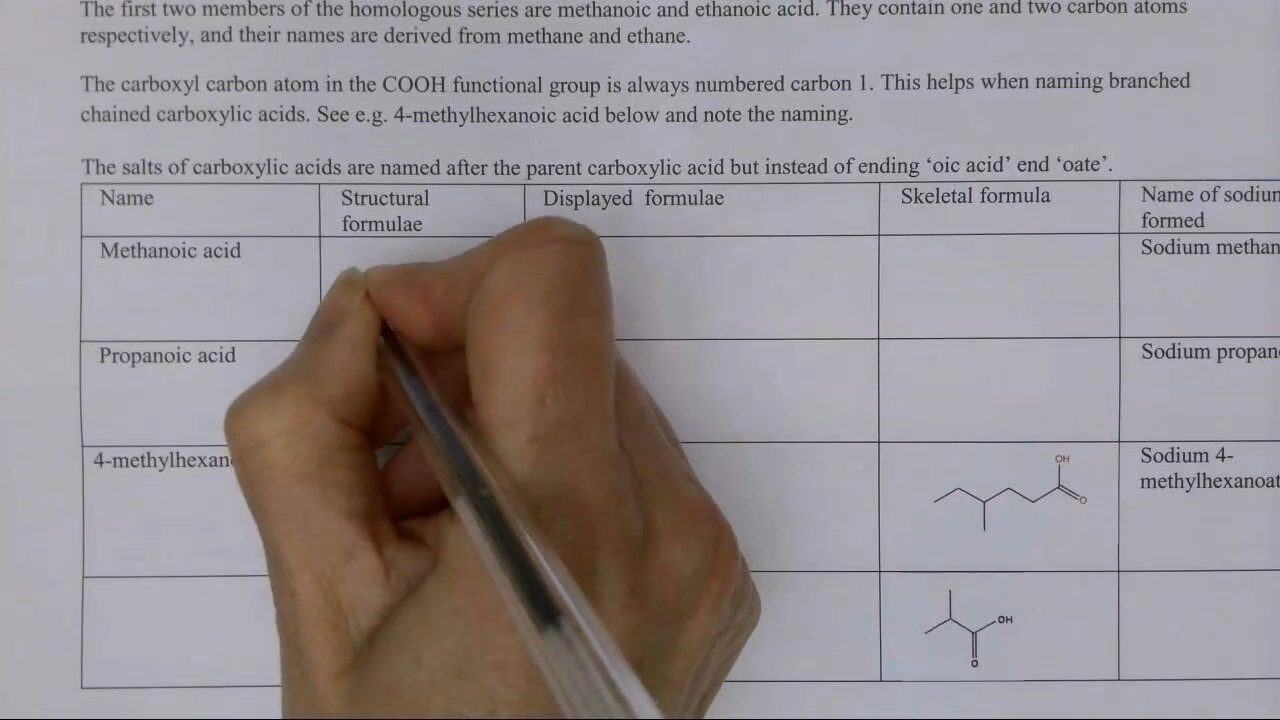 The first two members of the homologous series are methanoic and ethanoic acid. They contain one and two carbon atoms
respectively, and their names are derived from methane and ethane.
The carboxyl carbon atom in the COOH functional group is always numbered carbon 1. This helps when naming branched
chained carboxylic acids. See e.g. 4-methylhexanoic acid below and note the naming.
The salts of carboxylic acids are named after the parent carboxylic acid but instead of ending ‘oic acid’ end ‘oate’.
Name
Structural
formulae
Displayed formulae
Skeletal formula
Name of sodium
formed
Methanoic acid
Sodium methan
Propanoic acid
Sodium propan
4-methylhexan
OH
O
Sodium 4-
methylhexanoat
OH
O